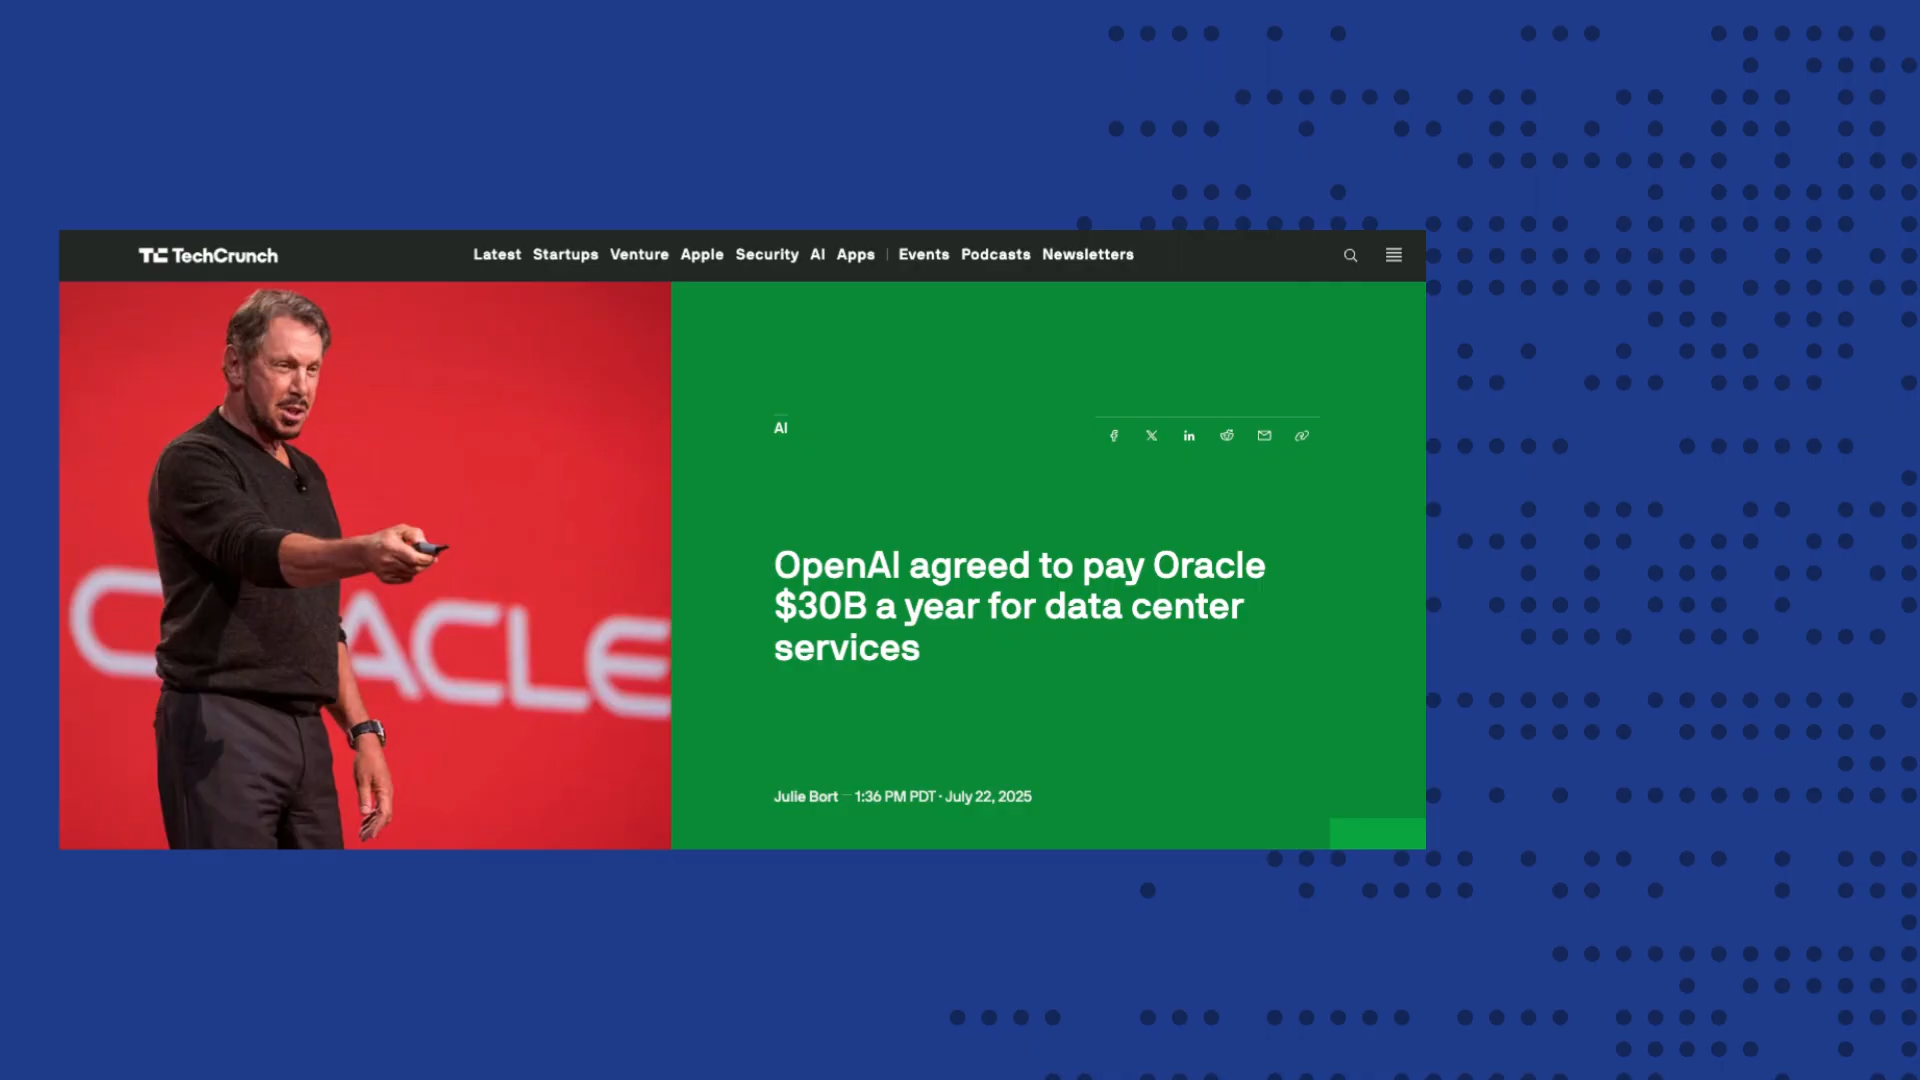 TechCrunch
Latest Startups Venture Apple Security AI Apps | Events Podcasts Newsletters
AI
OpenAI agreed to pay Oracle
$30B a year for data center
services
Julie Bort — 1:36 PM PDT · July 22, 2025
ORACLE